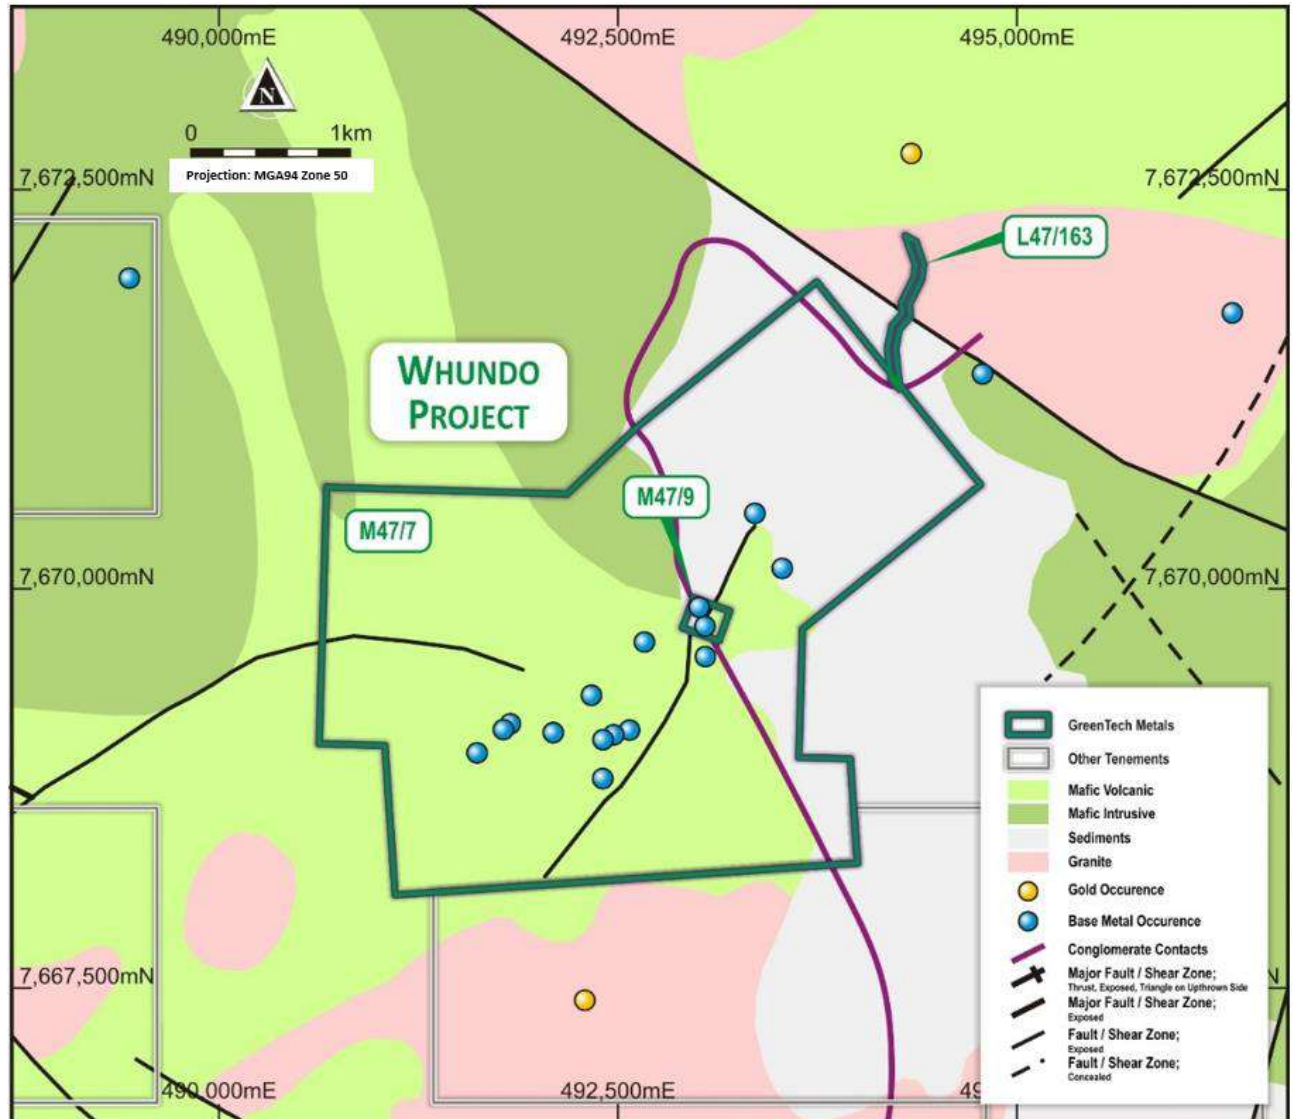 490,000mE
492,500mE
495,000mE
N
0 1km
Projection: MGA94 Zone 50
7,672,500mN
7,672,500mN
L47/163
WHUNDO
PROJECT
M47/9
M47/7
7,670,000mN
7,670,000mN
GreenTech Metals
Other Tenements
Mafic Volcanic
Mafic Intrusive
Sediments
Granite
Gold Occurence
Base Metal Occurence
Conglomerate Contacts
7,667,500mN
N
Major Fault / Shear Zone;
Thrust, Exposed, Triangle on Upthrown Side
Major Fault / Shear Zone;
Exposed
Fault / Shear Zone;
Exposed
Fault / Shear Zone;
Concealed
490,000mE
492,500mE
49